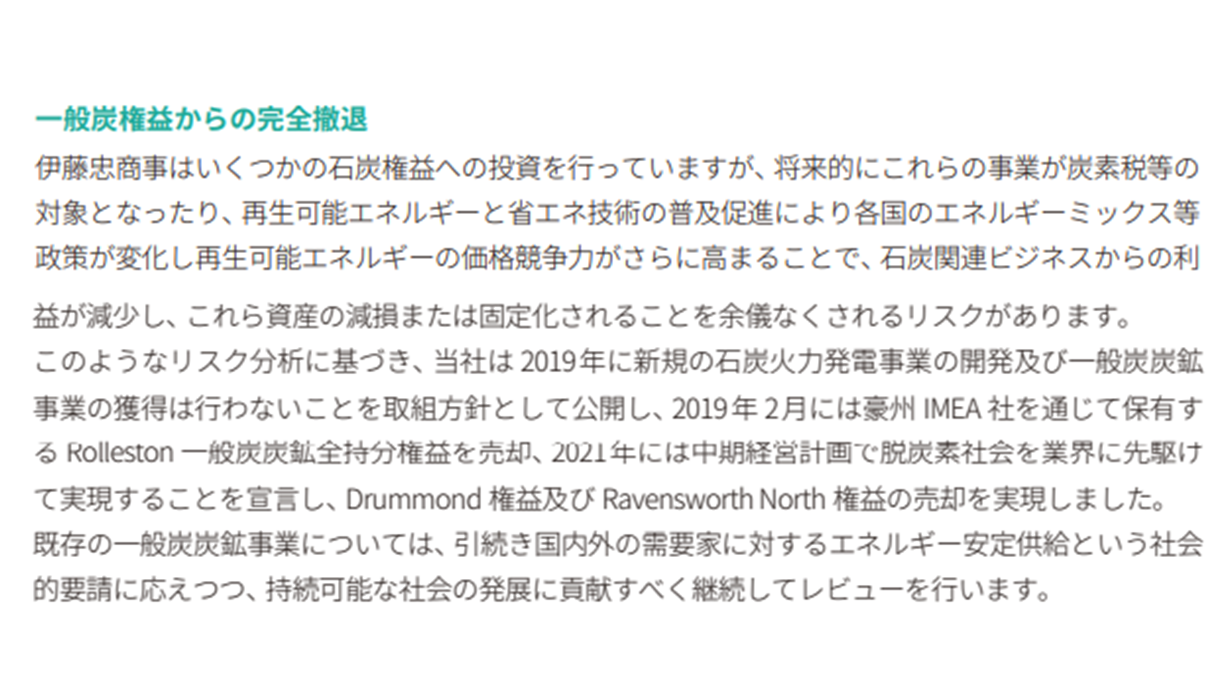 一般炭権益からの完全撤退
伊藤忠商事はいくつかの石炭権益への投資を行っていますが、将来的にこれらの事業が炭素税等の
対象となったり、再生可能エネルギーと省エネ技術の普及促進により各国のエネルギーミックス等
政策が変化し再生可能エネルギーの価格競争力がさらに高まることで、石炭関連ビジネスからの利
益が減少し、これら資産の減損または固定化されることを余儀なくされるリスクがあります。
このようなリスク分析に基づき、当社は 2019年に新規の石炭火力発電事業の開発及び一般炭炭鉱
事業の獲得は行わないことを取組方針として公開し、2019年 2月には豪州 IMEA 社を通じて保有す
る Rolleston 一般炭炭鉱全持分権益を売却、2021年には中期経営計画で脱炭素社会を業界に先駆け
て実現することを宣言し、Drummond 権益及び Ravensworth North 権益の売却を実現しました。
既存の一般炭炭鉱事業については、引続き国内外の需要家に対するエネルギー安定供給という社会
的要請に応えつつ、持続可能な社会の発展に貢献すべく継続してレビューを行います。